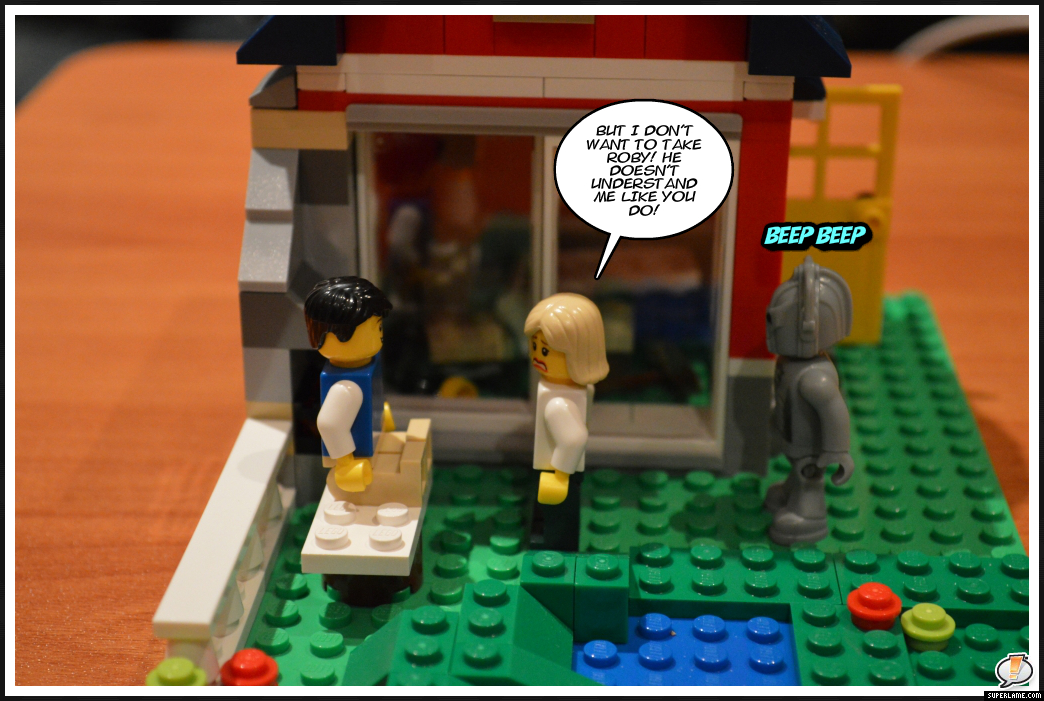 BUT I DON'T
WANT TO TAKE
ROBY! HE
DOESN'T
UNDERSTAND
ME LIKE YOU
DO!
BEEP BEEP
SUPERLAME.COM